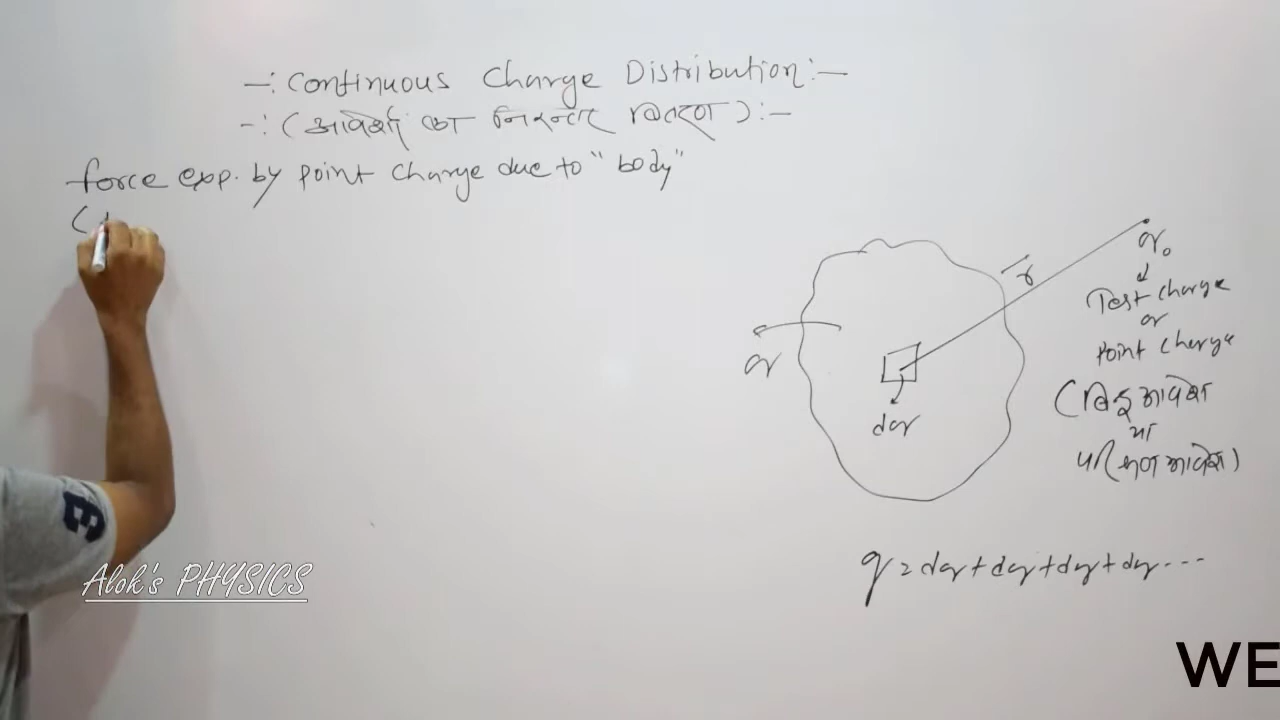 -: Continuous Charge Distribution:-
-: (आवेश का निरन्तर वितरण):-
force exp. by point charge due to "body"
(
q₀
r
Test charge
or
point charge
q
(बिन्दु आवेश
या
परीक्षण आवेश)
dq
q = dq + dq + dq + dq ---
Alok's PHYSICS
WE